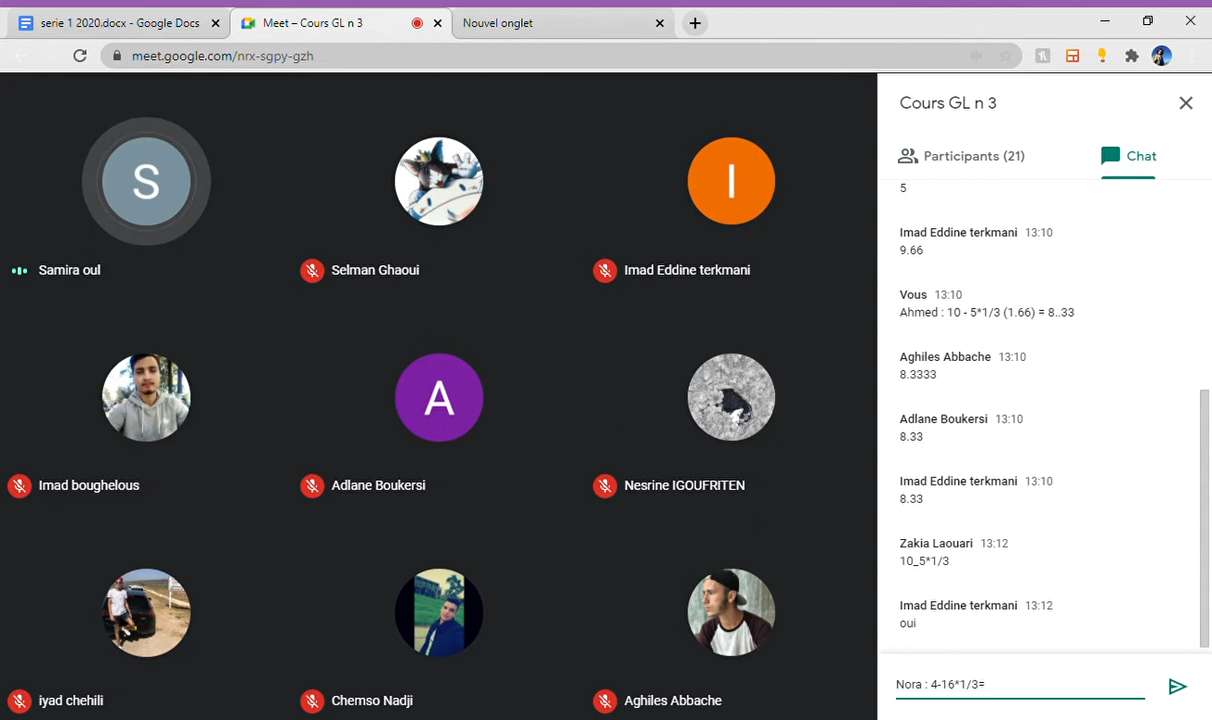 serie 1 2020.docx - Google Docs
Meet – Cours GL n 3
Nouvel onglet
meet.google.com/nrx-sgpy-gzh
Cours GL n 3
Participants (21)
Chat
5
Imad Eddine terkmani 13:10
9.66
Vous 13:10
Ahmed : 10 - 5*1/3 (1.66) = 8..33
Aghiles Abbache 13:10
8.3333
Adlane Boukersi 13:10
8.33
Imad Eddine terkmani 13:10
8.33
Zakia Laouari 13:12
10_5*1/3
Imad Eddine terkmani 13:12
oui
Nora : 4-16*1/3=
S
I
Samira oul
Selman Ghaoui
Imad Eddine terkmani
A
Imad boughelous
Adlane Boukersi
Nesrine IGOUFRITEN
iyad chehili
Chemso Nadji
Aghiles Abbache